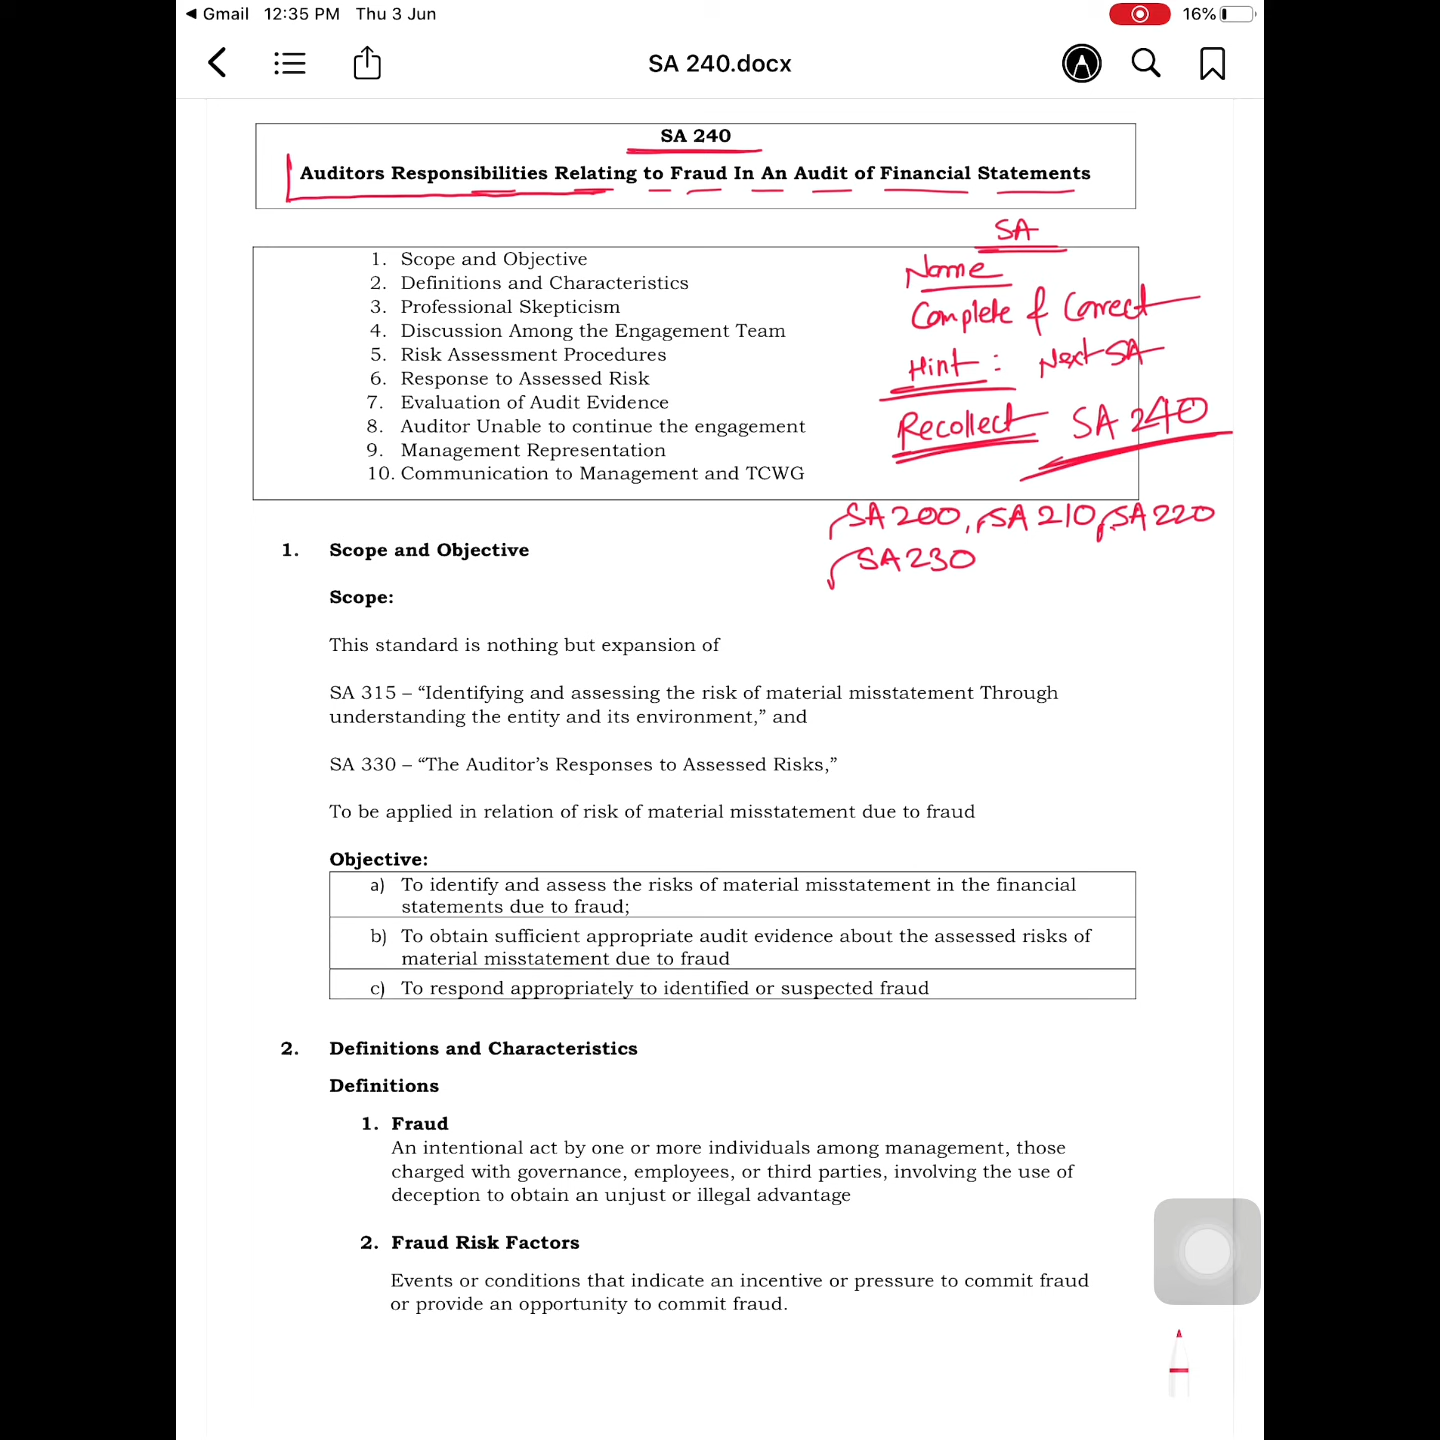 Gmail 12:35 PM Thu 3 Jun 16%
SA 240.docx
SA 240
Auditors Responsibilities Relating to Fraud In An Audit of Financial Statements
SA
1. Scope and Objective
2. Definitions and Characteristics
3. Professional Skepticism
4. Discussion Among the Engagement Team
5. Risk Assessment Procedures
6. Response to Assessed Risk
7. Evaluation of Audit Evidence
8. Auditor Unable to continue the engagement
9. Management Representation
10. Communication to Management and TCWG
Name
Complete & Correct
Hint : Next SA
Recollect SA 240
SA 200, SA 210, SA 220
SA 230
1. Scope and Objective
Scope:
This standard is nothing but expansion of
SA 315 – “Identifying and assessing the risk of material misstatement Through
understanding the entity and its environment,” and
SA 330 – “The Auditor’s Responses to Assessed Risks,”
To be applied in relation of risk of material misstatement due to fraud
Objective:
a) To identify and assess the risks of material misstatement in the financial
statements due to fraud;
b) To obtain sufficient appropriate audit evidence about the assessed risks of
material misstatement due to fraud
c) To respond appropriately to identified or suspected fraud
2. Definitions and Characteristics
Definitions
1. Fraud
An intentional act by one or more individuals among management, those
charged with governance, employees, or third parties, involving the use of
deception to obtain an unjust or illegal advantage
2. Fraud Risk Factors
Events or conditions that indicate an incentive or pressure to commit fraud
or provide an opportunity to commit fraud.